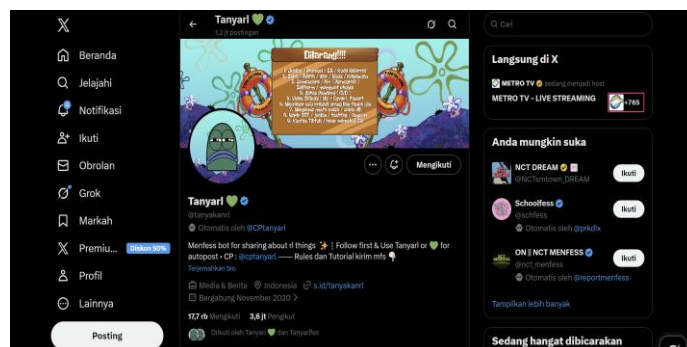 Beranda
Jelajahi
Notifikasi
Ikuti
Obrolan
Grok
Markah
Premiu...
Diskon 50%
Profil
Lainnya
Posting
Tanyarl 💚
1,2 jt postingan
Dilarang!!!!
Mengikuti
Tanyarl 💚
@tanyakanrl
Otomatis oleh @CPtanyarl
Menfess bot for sharing about rl things ✨ | Follow first & Use Tanyarl or 💚 for
autopost • CP : @cptanyarl —— Rules dan Tutorial kirim mfs 👇
Terjemahkan bio
Media & Berita
Indonesia
s.id/tanyakanrl
Bergabung November 2020
17,7 rb Mengikuti
3,6 jt Pengikut
Diikuti oleh Tanyarl 💚 dan Tanyarlfes
Cari
Langsung di X
METRO TV sedang menjadi host
METRO TV - LIVE STREAMING
+765
Anda mungkin suka
NCT DREAM
@NCTsmtown_DREAM
Ikuti
Schoolfess
@schfess
Otomatis oleh @prkdlx
Ikuti
ON || NCT MENFESS
@nct_menfess
Otomatis oleh @reportmenfess
Ikuti
Tampilkan lebih banyak
Sedang hangat dibicarakan